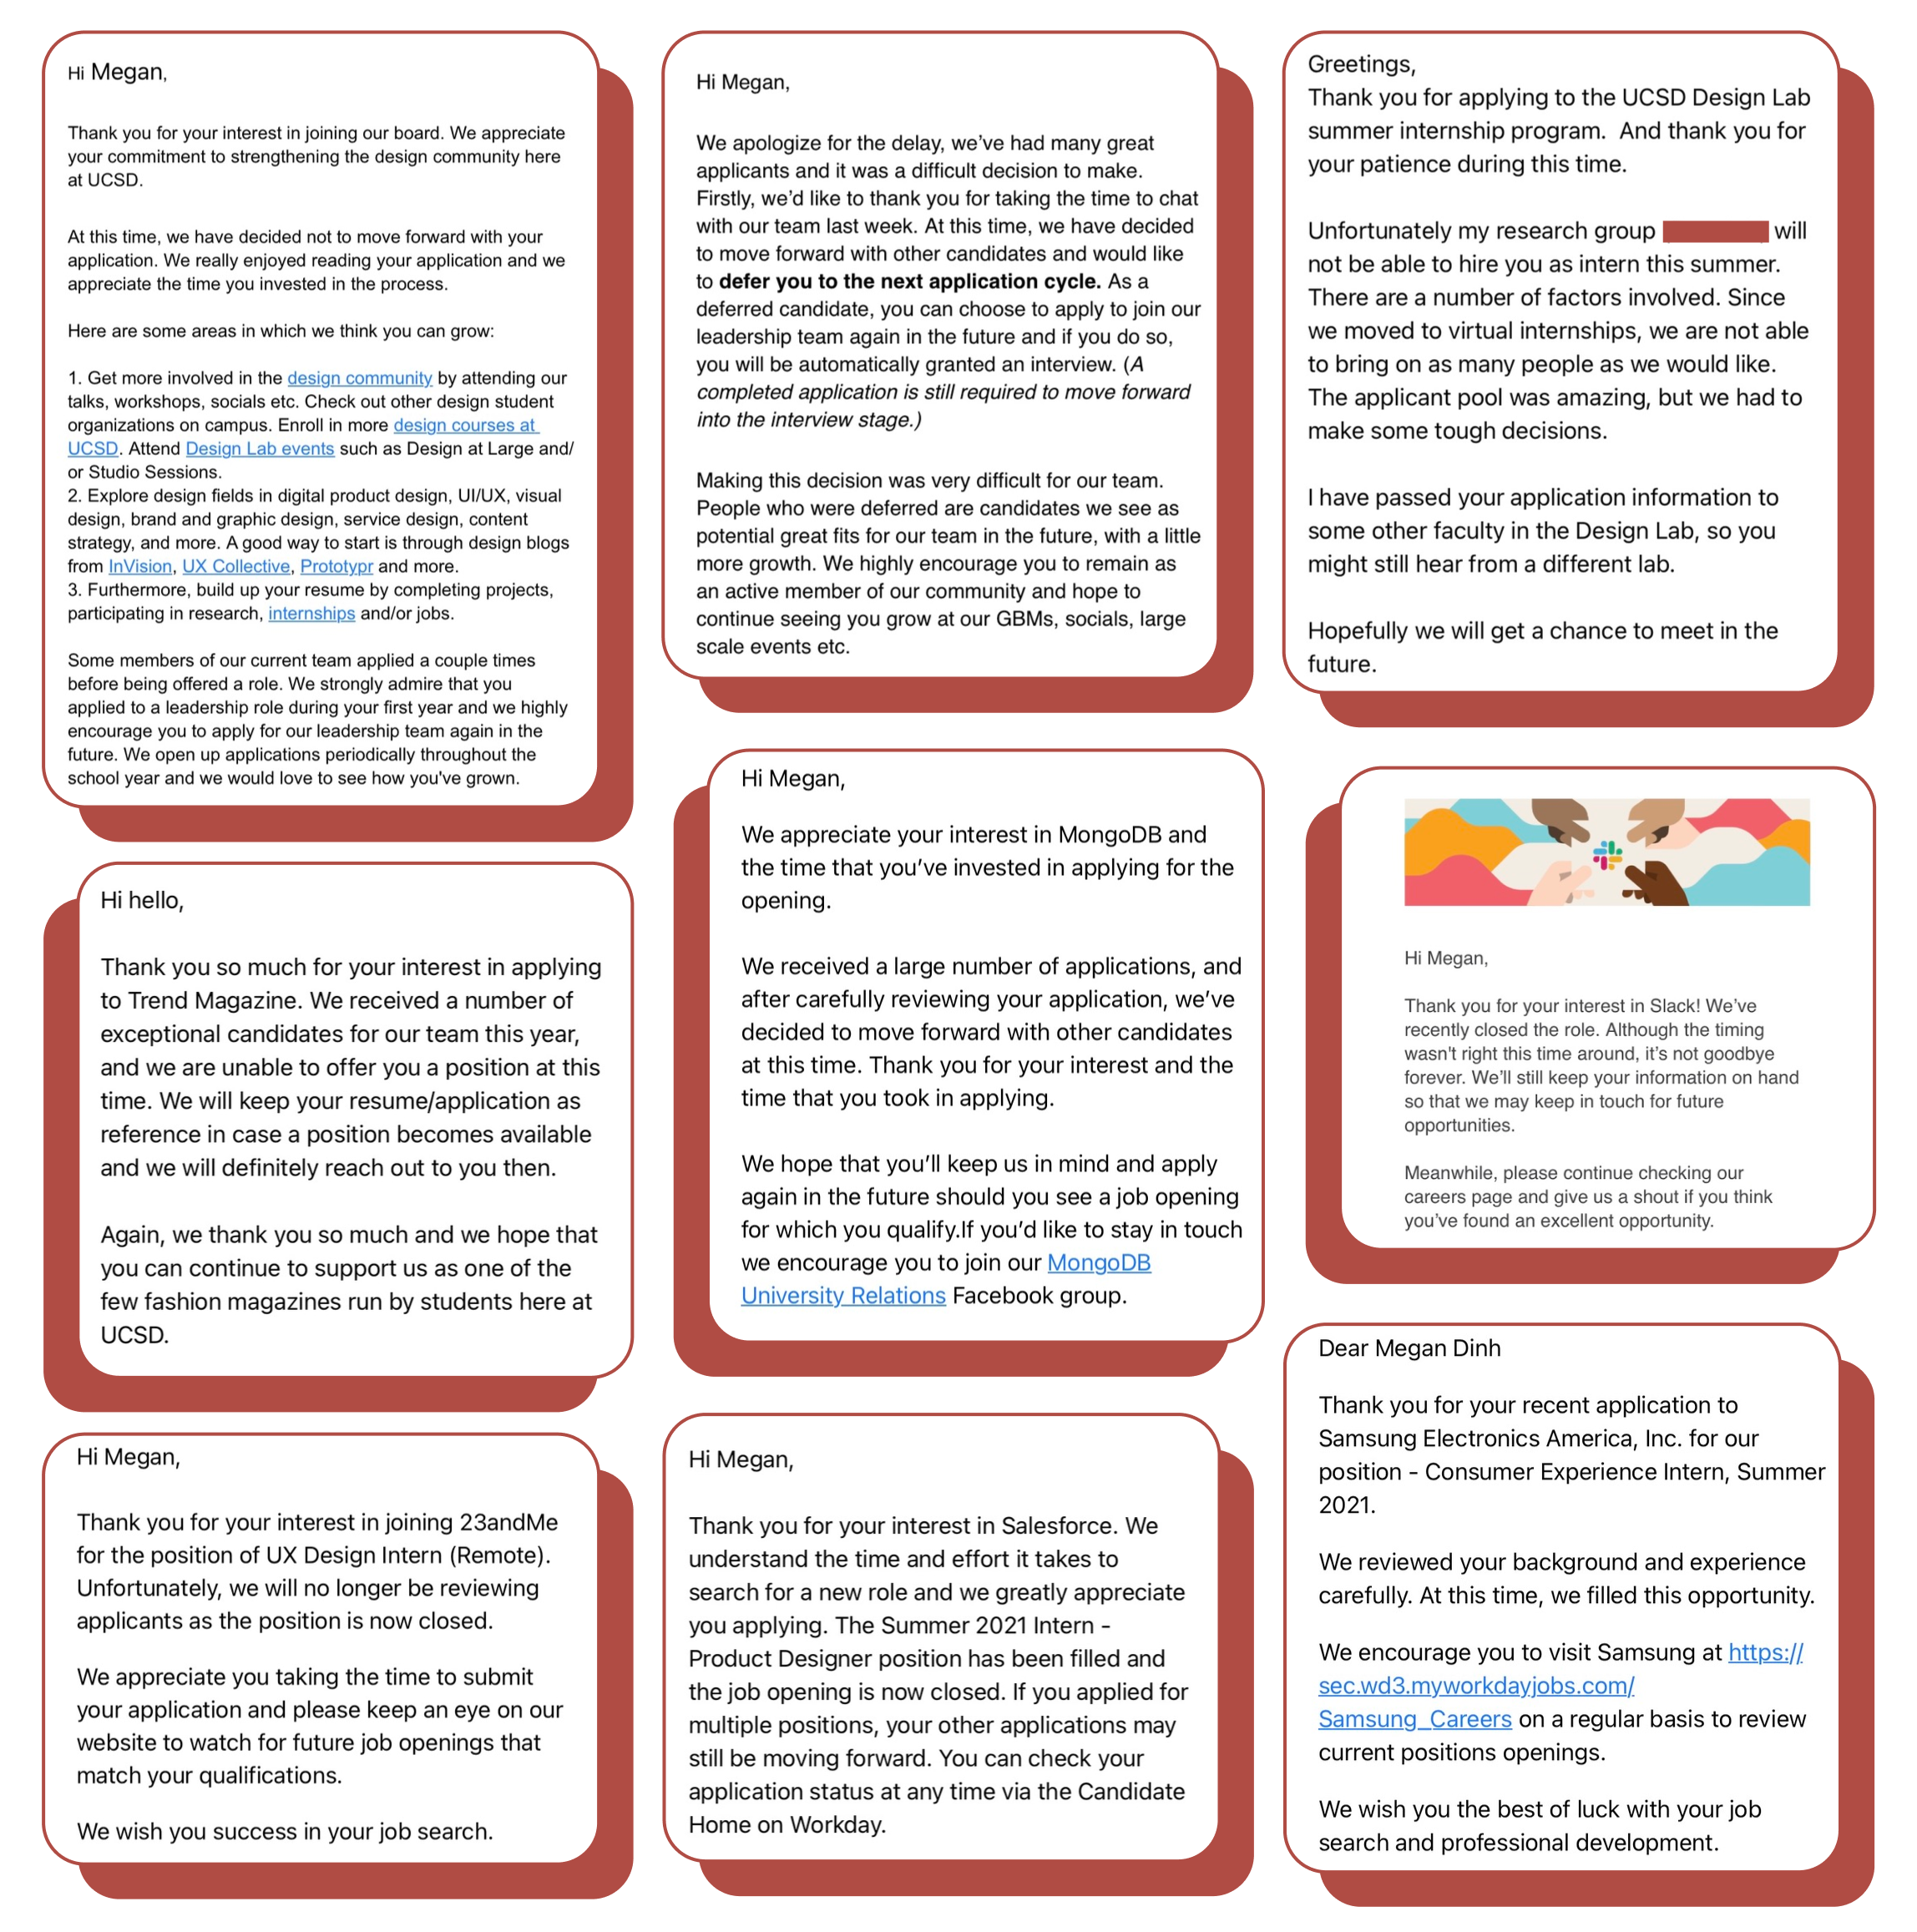 Hi Megan,
Thank you for your interest in joining our board. We appreciate
your commitment to strengthening the design community here
at UCSD.
At this time, we have decided not to move forward with your
application. We really enjoyed reading your application and we
appreciate the time you invested in the process.
Here are some areas in which we think you can grow:
1. Get more involved in the design community by attending our
talks, workshops, socials etc. Check out other design student
organizations on campus. Enroll in more design courses at
UCSD. Attend Design Lab events such as Design at Large and/
or Studio Sessions.
2. Explore design fields in digital product design, UI/UX, visual
design, brand and graphic design, service design, content
strategy, and more. A good way to start is through design blogs
from InVision, UX Collective, Prototypr and more.
3. Furthermore, build up your resume by completing projects,
participating in research, internships and/or jobs.
Some members of our current team applied a couple times
before being offered a role. We strongly admire that you
applied to a leadership role during your first year and we highly
encourage you to apply for our leadership team again in the
future. We open up applications periodically throughout the
school year and we would love to see how you've grown.
Hi Megan,
We apologize for the delay, we've had many great
applicants and it was a difficult decision to make.
Firstly, we'd like to thank you for taking the time to chat
with our team last week. At this time, we have decided
to move forward with other candidates and would like
to defer you to the next application cycle. As a
deferred candidate, you can choose to apply to join our
leadership team again in the future and if you do so,
you will be automatically granted an interview. (A
completed application is still required to move forward
into the interview stage.)
Making this decision was very difficult for our team.
People who were deferred are candidates we see as
potential great fits for our team in the future, with a little
more growth. We highly encourage you to remain as
an active member of our community and hope to
continue seeing you grow at our GBMs, socials, large
scale events etc.
Greetings,
Thank you for applying to the UCSD Design Lab
summer internship program.  And thank you for
your patience during this time.
Unfortunately my research group will
not be able to hire you as intern this summer.
There are a number of factors involved. Since
we moved to virtual internships, we are not able
to bring on as many people as we would like.
The applicant pool was amazing, but we had to
make some tough decisions.
I have passed your application information to
some other faculty in the Design Lab, so you
might still hear from a different lab.
Hopefully we will get a chance to meet in the
future.
Hi hello,
Thank you so much for your interest in applying
to Trend Magazine. We received a number of
exceptional candidates for our team this year,
and we are unable to offer you a position at this
time. We will keep your resume/application as
reference in case a position becomes available
and we will definitely reach out to you then.
Again, we thank you so much and we hope that
you can continue to support us as one of the
few fashion magazines run by students here at
UCSD.
Hi Megan,
We appreciate your interest in MongoDB and
the time that you've invested in applying for the
opening.
We received a large number of applications, and
after carefully reviewing your application, we've
decided to move forward with other candidates
at this time. Thank you for your interest and the
time that you took in applying.
We hope that you'll keep us in mind and apply
again in the future should you see a job opening
for which you qualify.If you'd like to stay in touch
we encourage you to join our MongoDB
University Relations Facebook group.
Hi Megan,
Thank you for your interest in Slack! We've
recently closed the role. Although the timing
wasn't right this time around, it's not goodbye
forever. We'll still keep your information on hand
so that we may keep in touch for future
opportunities.
Meanwhile, please continue checking our
careers page and give us a shout if you think
you've found an excellent opportunity.
Hi Megan,
Thank you for your interest in joining 23andMe
for the position of UX Design Intern (Remote).
Unfortunately, we will no longer be reviewing
applicants as the position is now closed.
We appreciate you taking the time to submit
your application and please keep an eye on our
website to watch for future job openings that
match your qualifications.
We wish you success in your job search.
Hi Megan,
Thank you for your interest in Salesforce. We
understand the time and effort it takes to
search for a new role and we greatly appreciate
you applying. The Summer 2021 Intern -
Product Designer position has been filled and
the job opening is now closed. If you applied for
multiple positions, your other applications may
still be moving forward. You can check your
application status at any time via the Candidate
Home on Workday.
Dear Megan Dinh
Thank you for your recent application to
Samsung Electronics America, Inc. for our
position - Consumer Experience Intern, Summer
2021.
We reviewed your background and experience
carefully. At this time, we filled this opportunity.
We encourage you to visit Samsung at https://
sec.wd3.myworkdayjobs.com/
Samsung_Careers on a regular basis to review
current positions openings.
We wish you the best of luck with your job
search and professional development.